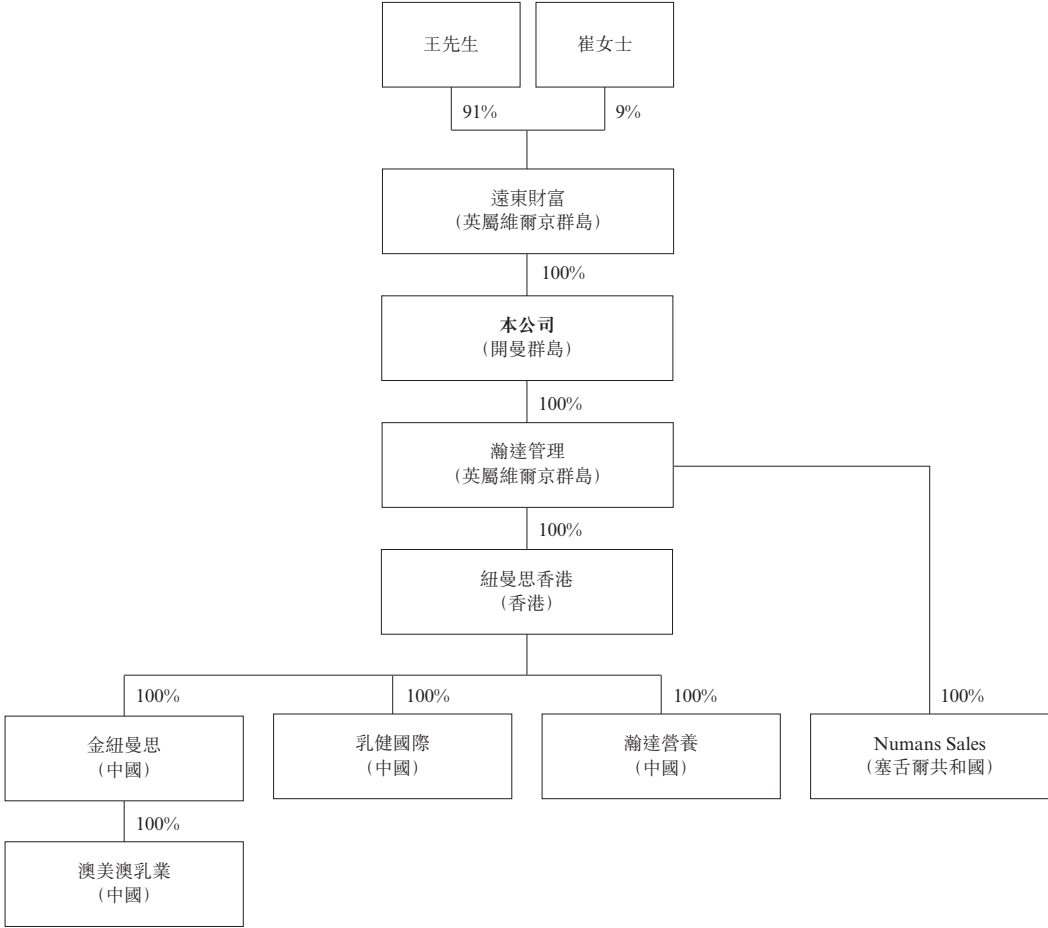 王先生
崔女士
91%
9%
遠東財富
(英屬維爾京群島)
100%
本公司
(開曼群島)
100%
瀚達管理
(英屬維爾京群島)
100%
紐曼思香港
(香港)
100%
100%
100%
100%
金紐曼思
(中國)
乳健國際
(中國)
瀚達營養
(中國)
Numans Sales
(塞舌爾共和國)
100%
澳美澳乳業
(中國)